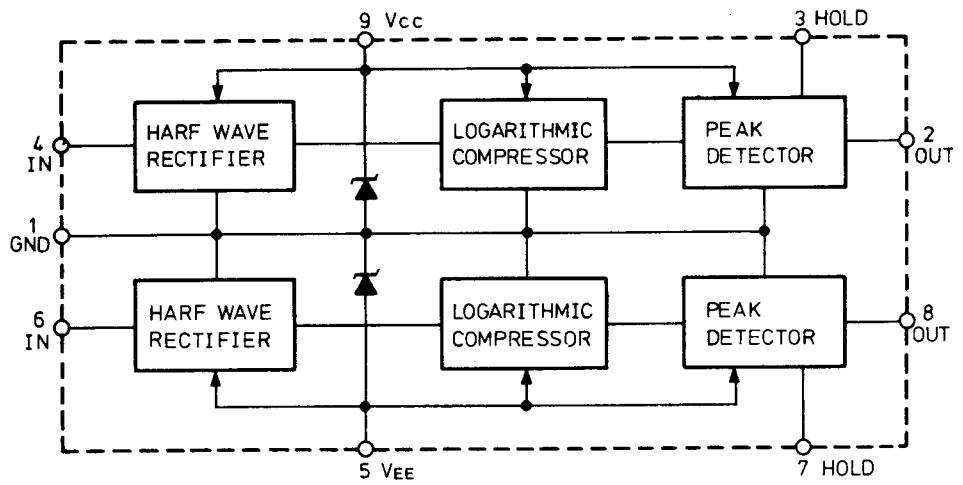 9 Vcc
3 HOLD
4
IN
HARF WAVE
RECTIFIER
LOGARITHMIC
COMPRESSOR
PEAK
DETECTOR
2
OUT
1
GND
6
IN
HARF WAVE
RECTIFIER
LOGARITHMIC
COMPRESSOR
PEAK
DETECTOR
8
OUT
5 VEE
7 HOLD